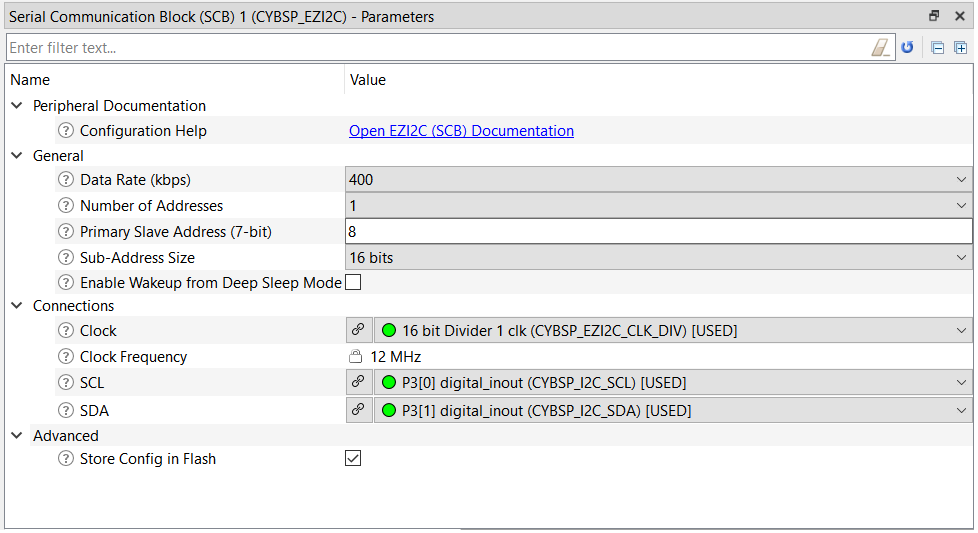 Serial Communication Block (SCB) 1 (CYBSP_EZI2C) - Parameters
Enter filter text...
Name Value
Peripheral Documentation
Configuration Help Open EZI2C (SCB) Documentation
General
Data Rate (kbps) 400
Number of Addresses 1
Primary Slave Address (7-bit) 8
Sub-Address Size 16 bits
Enable Wakeup from Deep Sleep Mode
Connections
Clock 16 bit Divider 1 clk (CYBSP_EZI2C_CLK_DIV) [USED]
Clock Frequency 12 MHz
SCL P3[0] digital_inout (CYBSP_I2C_SCL) [USED]
SDA P3[1] digital_inout (CYBSP_I2C_SDA) [USED]
Advanced
Store Config in Flash